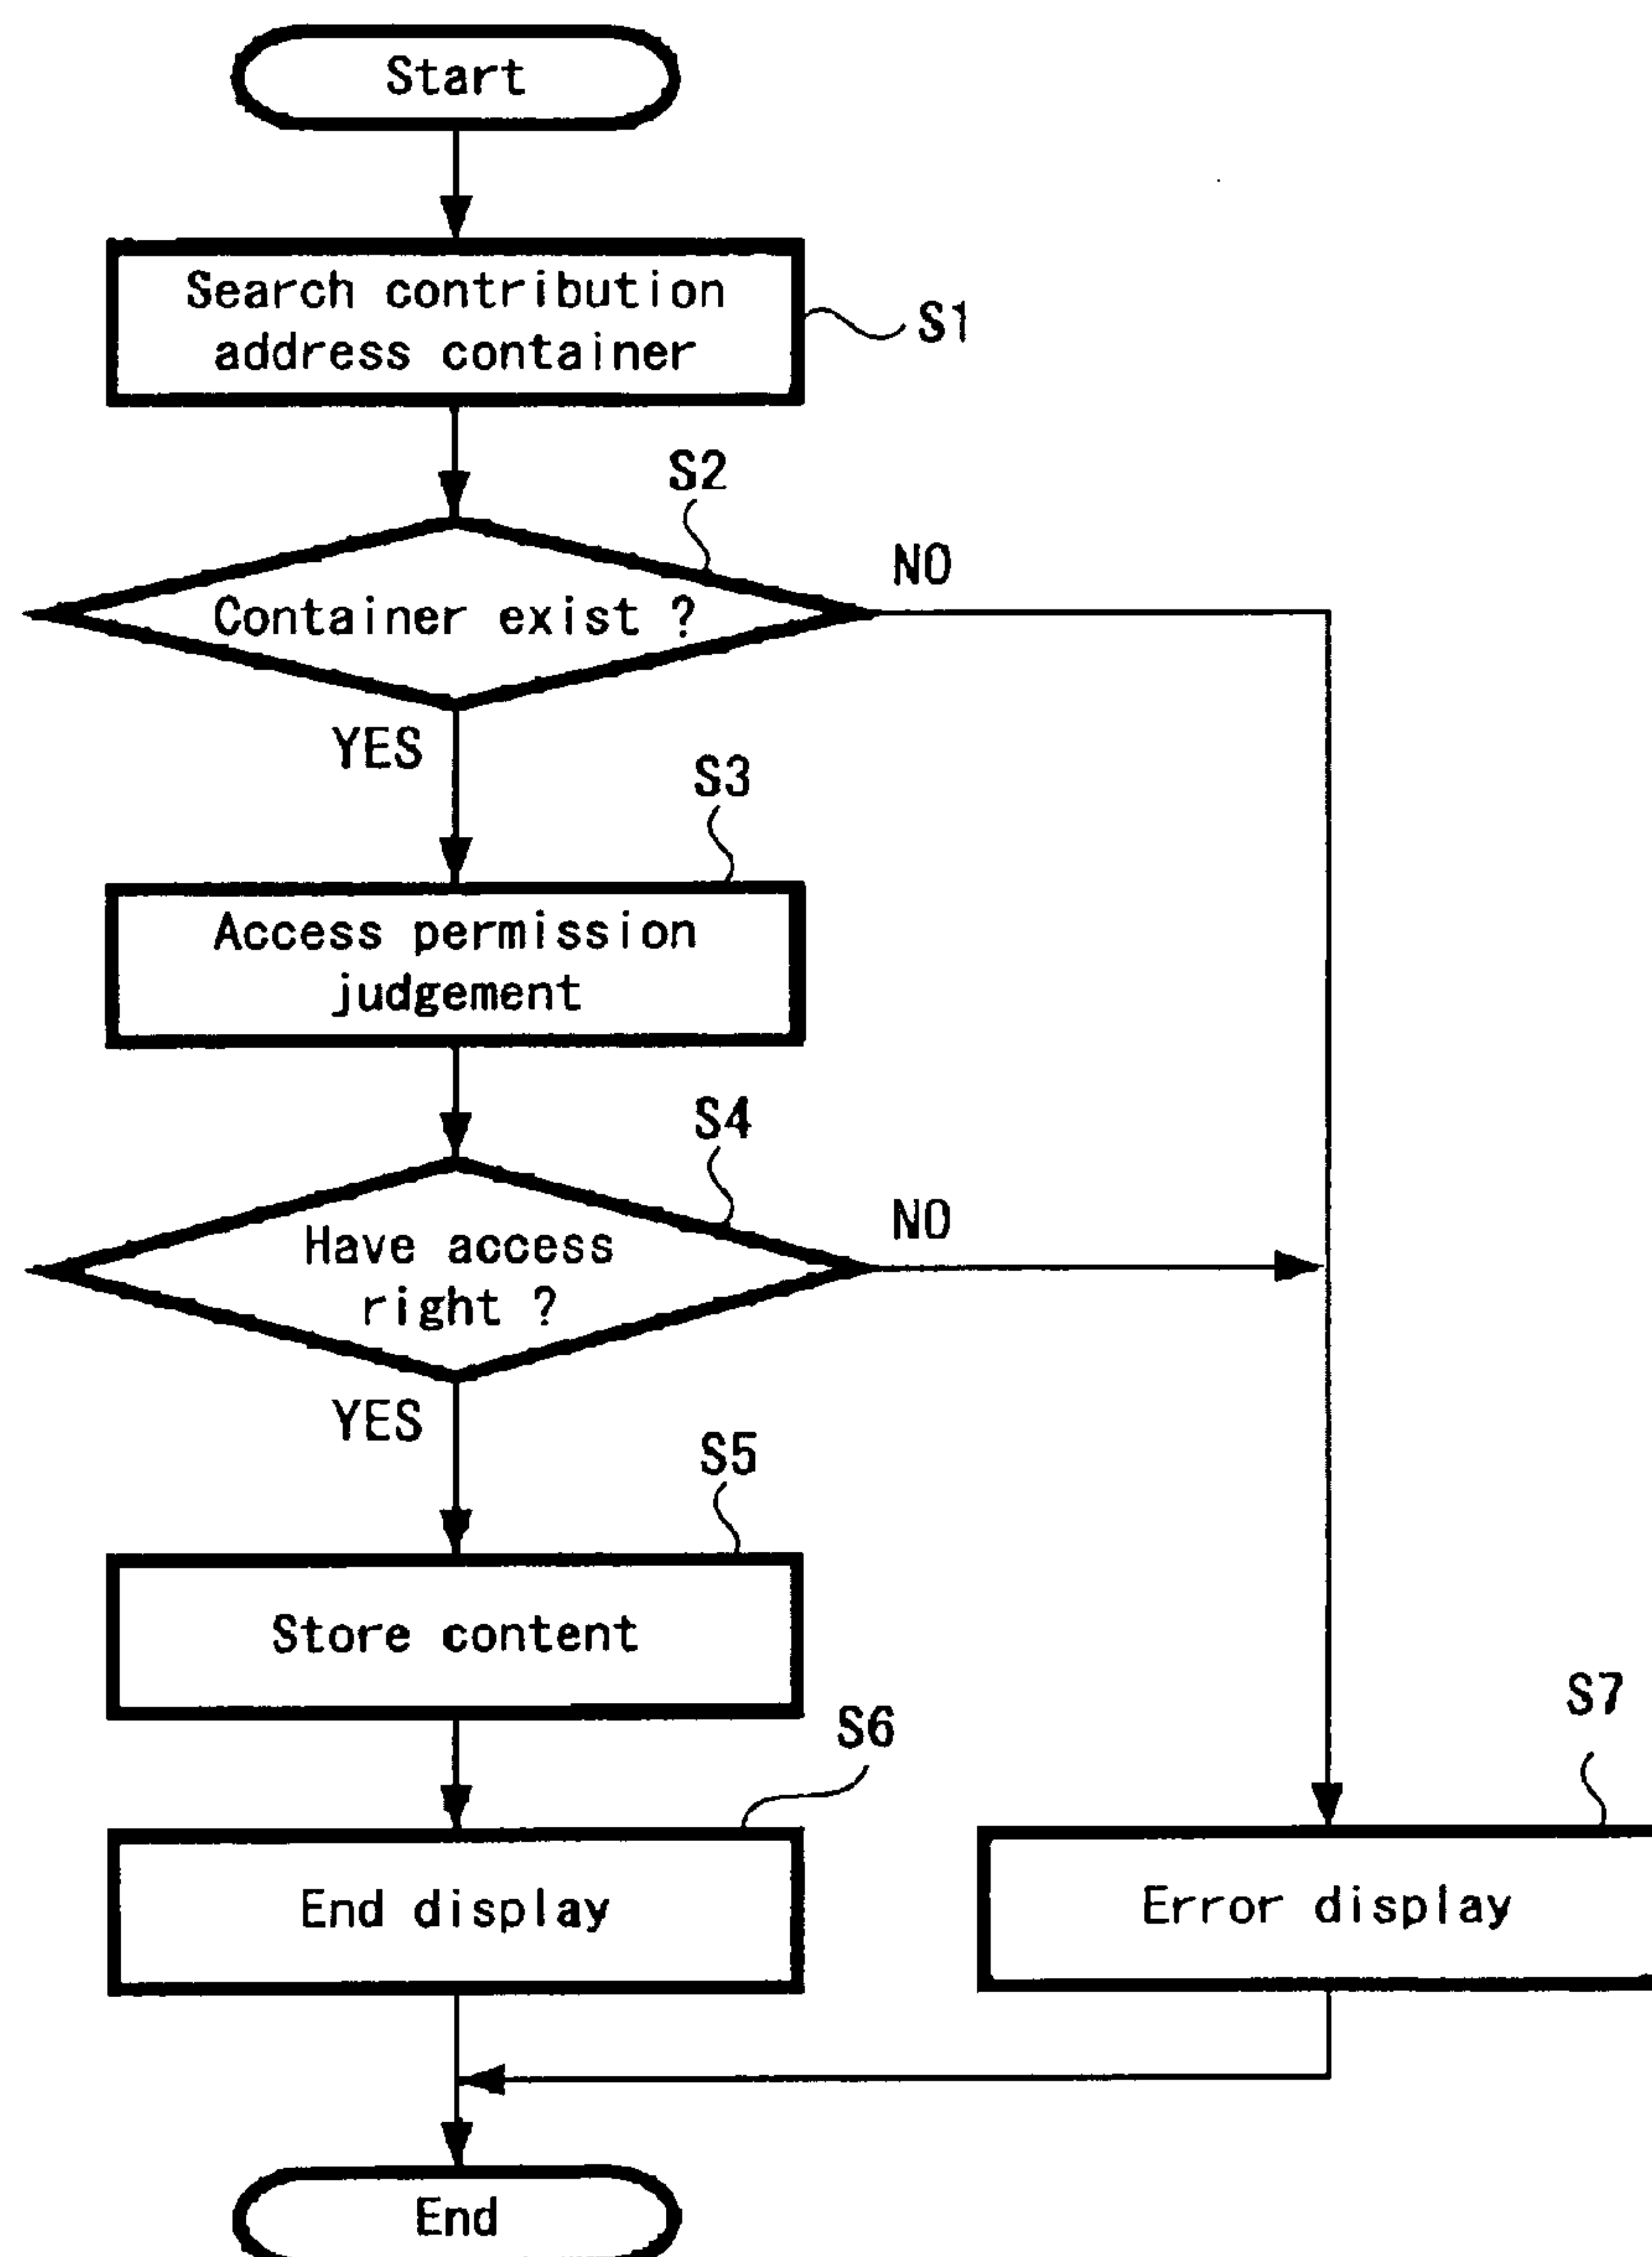 Start
Search contribution
address container
S1
S2
NO
Container exist ?
YES
S3
Access permission
judgement
S4
NO
Have access
right ?
YES
S5
Store content
S6
S7
End display
Error display
End